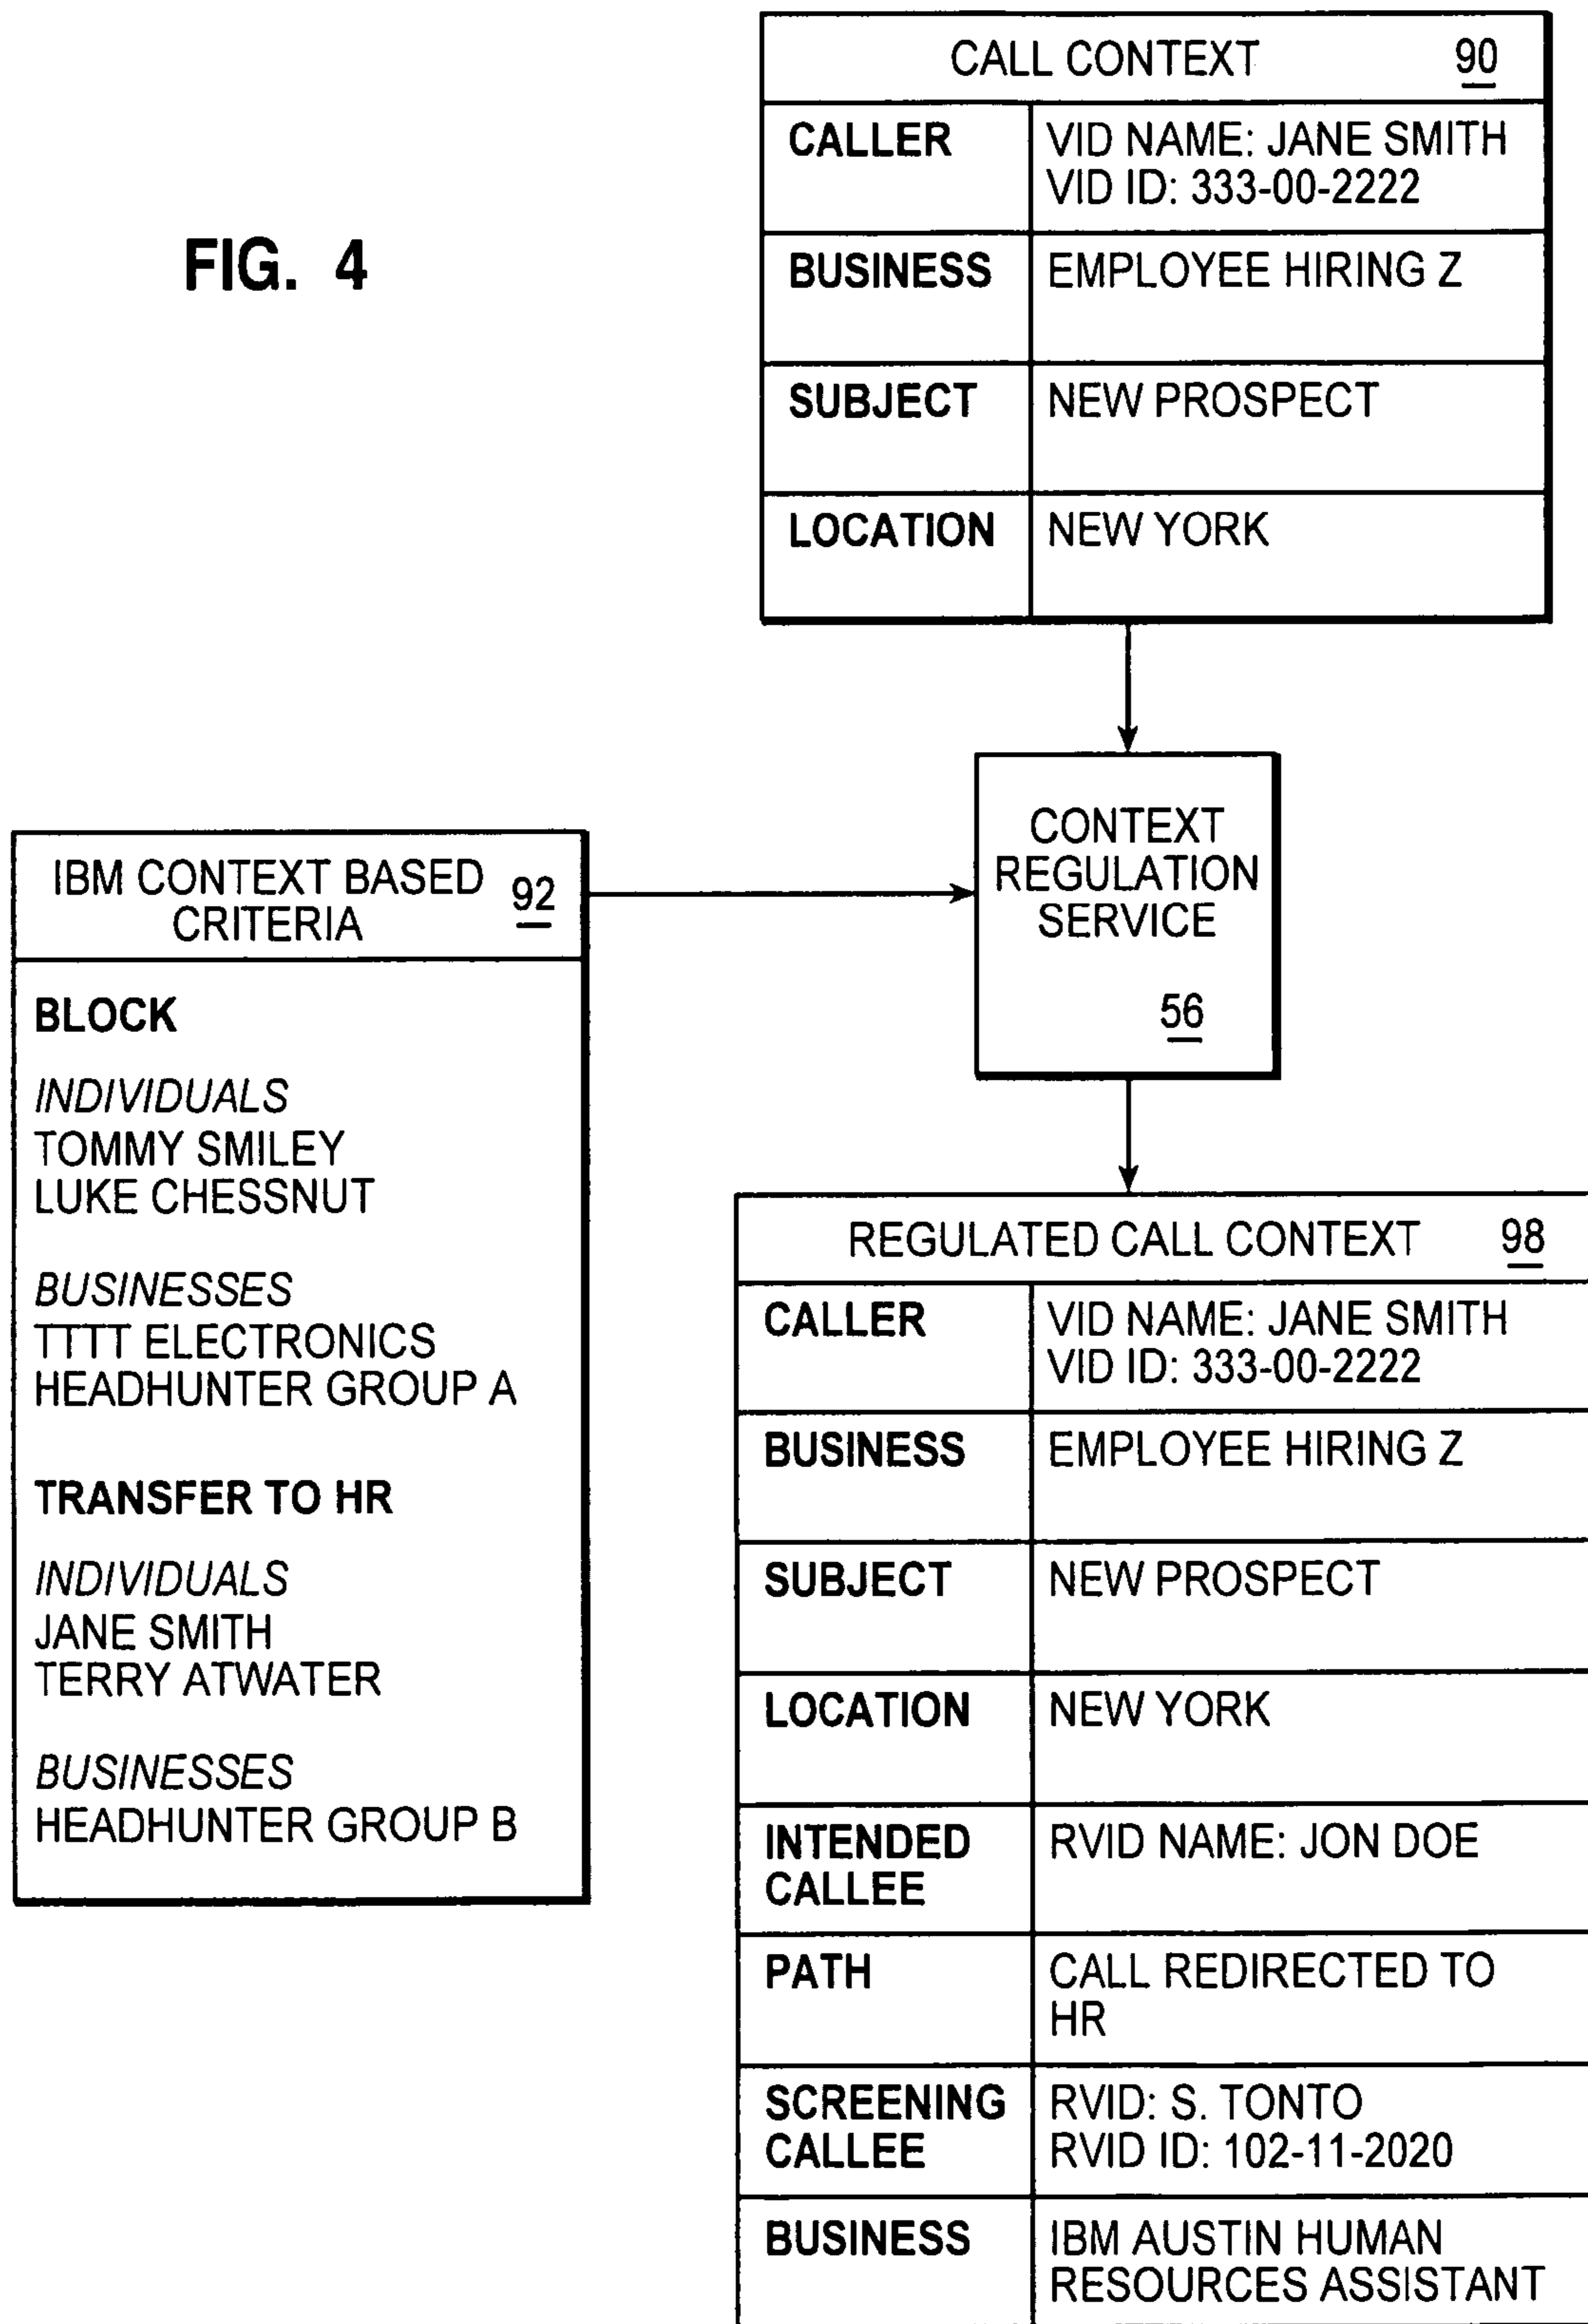 FIG. 4
CALL CONTEXT 90
CALLER VID NAME: JANE SMITH
VID ID: 333-00-2222
BUSINESS EMPLOYEE HIRING Z
SUBJECT NEW PROSPECT
LOCATION NEW YORK
CONTEXT
REGULATION
SERVICE
56
IBM CONTEXT BASED 92
CRITERIA
BLOCK
INDIVIDUALS
TOMMY SMILEY
LUKE CHESSNUT
BUSINESSES
TTTT ELECTRONICS
HEADHUNTER GROUP A
TRANSFER TO HR
INDIVIDUALS
JANE SMITH
TERRY ATWATER
BUSINESSES
HEADHUNTER GROUP B
REGULATED CALL CONTEXT 98
CALLER VID NAME: JANE SMITH
VID ID: 333-00-2222
BUSINESS EMPLOYEE HIRING Z
SUBJECT NEW PROSPECT
LOCATION NEW YORK
INTENDED RVID NAME: JON DOE
CALLEE
PATH CALL REDIRECTED TO
HR
SCREENING RVID: S. TONTO
CALLEE RVID ID: 102-11-2020
BUSINESS IBM AUSTIN HUMAN
RESOURCES ASSISTANT